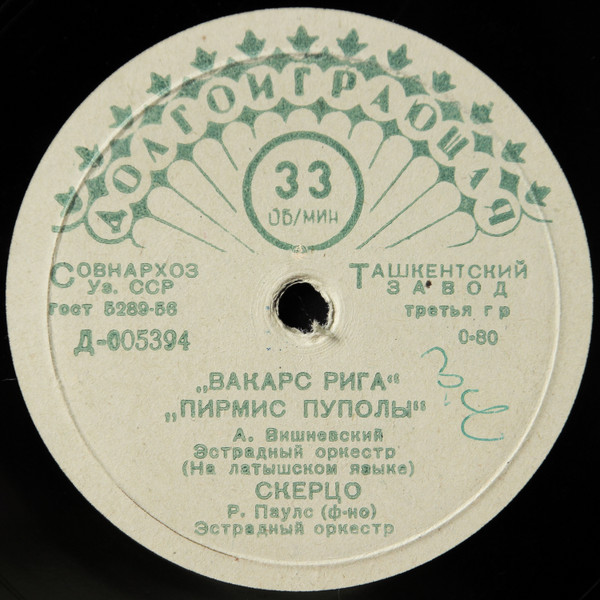 ДОЛГОИГРАЮЩАЯ
33
ОБ/МИН
СОВНАРХОЗ
Уз. ССР
ГОСТ 5289-56
Д-005394
ТАШКЕНТСКИЙ
ЗАВОД
третья гр
0-80
„ВАКАРС РИГА“
„ПИРМИС ПУПОЛЫ“
А. Вишневский
Эстрадный оркестр
(На латышском языке)
СКЕРЦО
Р. Паулс (ф-но)
Эстрадный оркестр